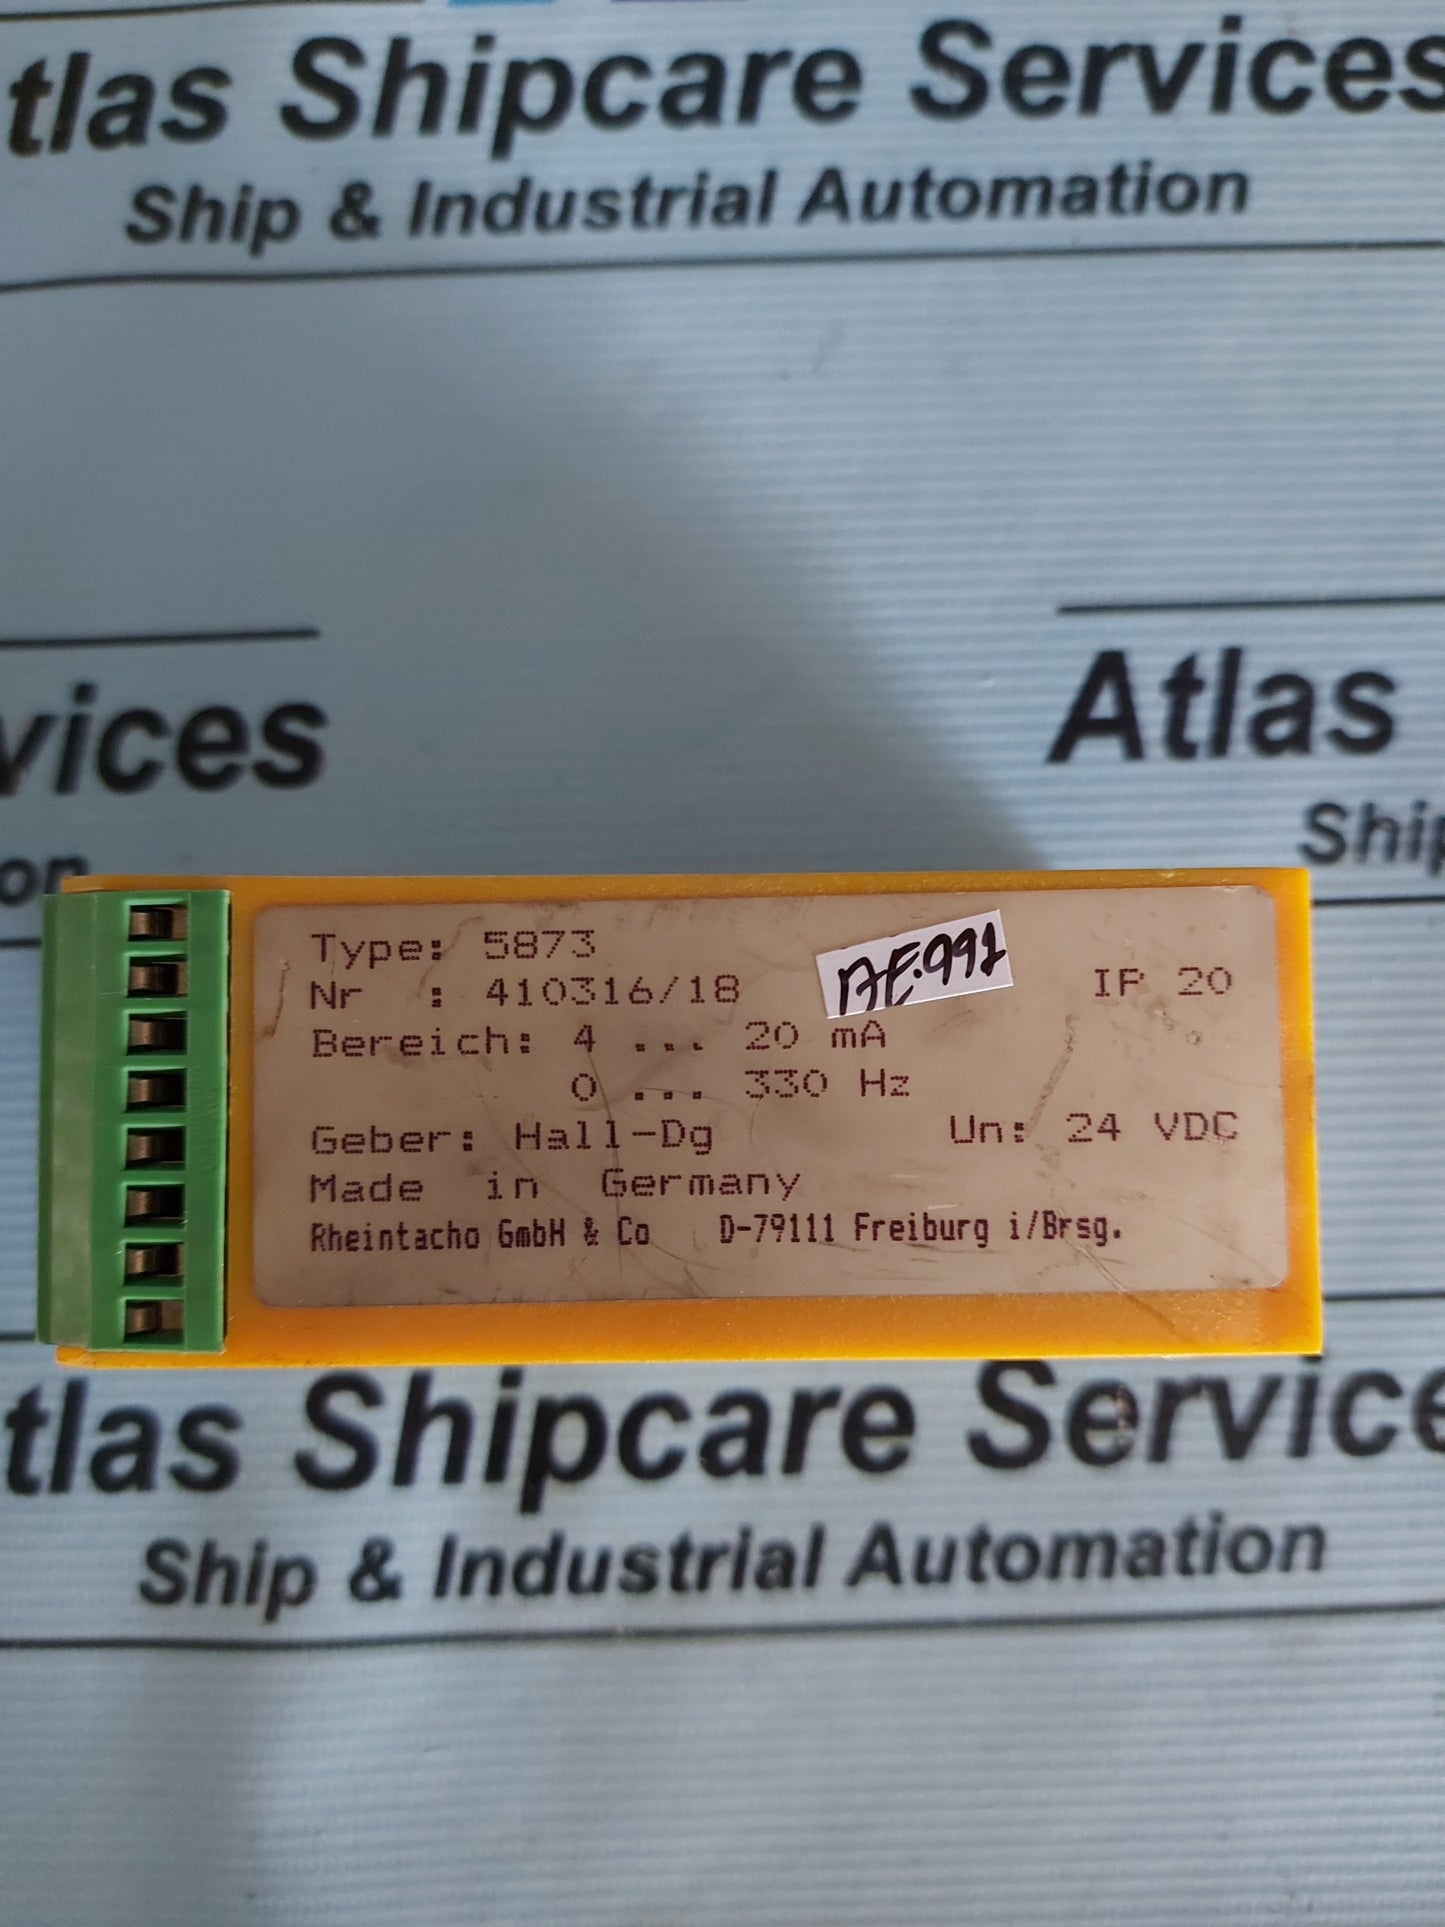 tlas Shipcare Services
Ship & Industrial Automation
vices
Atlas
on
Ship
Type: 5873
Nr : 410316/18
AE.991
IP 20
Bereich: 4 ... 20 mA
0 ... 330 Hz
Geber: Hall-Dg
Un: 24 VDC
Made in Germany
Rheintacho GmbH & Co D-79111 Freiburg i/Brsg.
tlas Shipcare Service
Ship & Industrial Automation